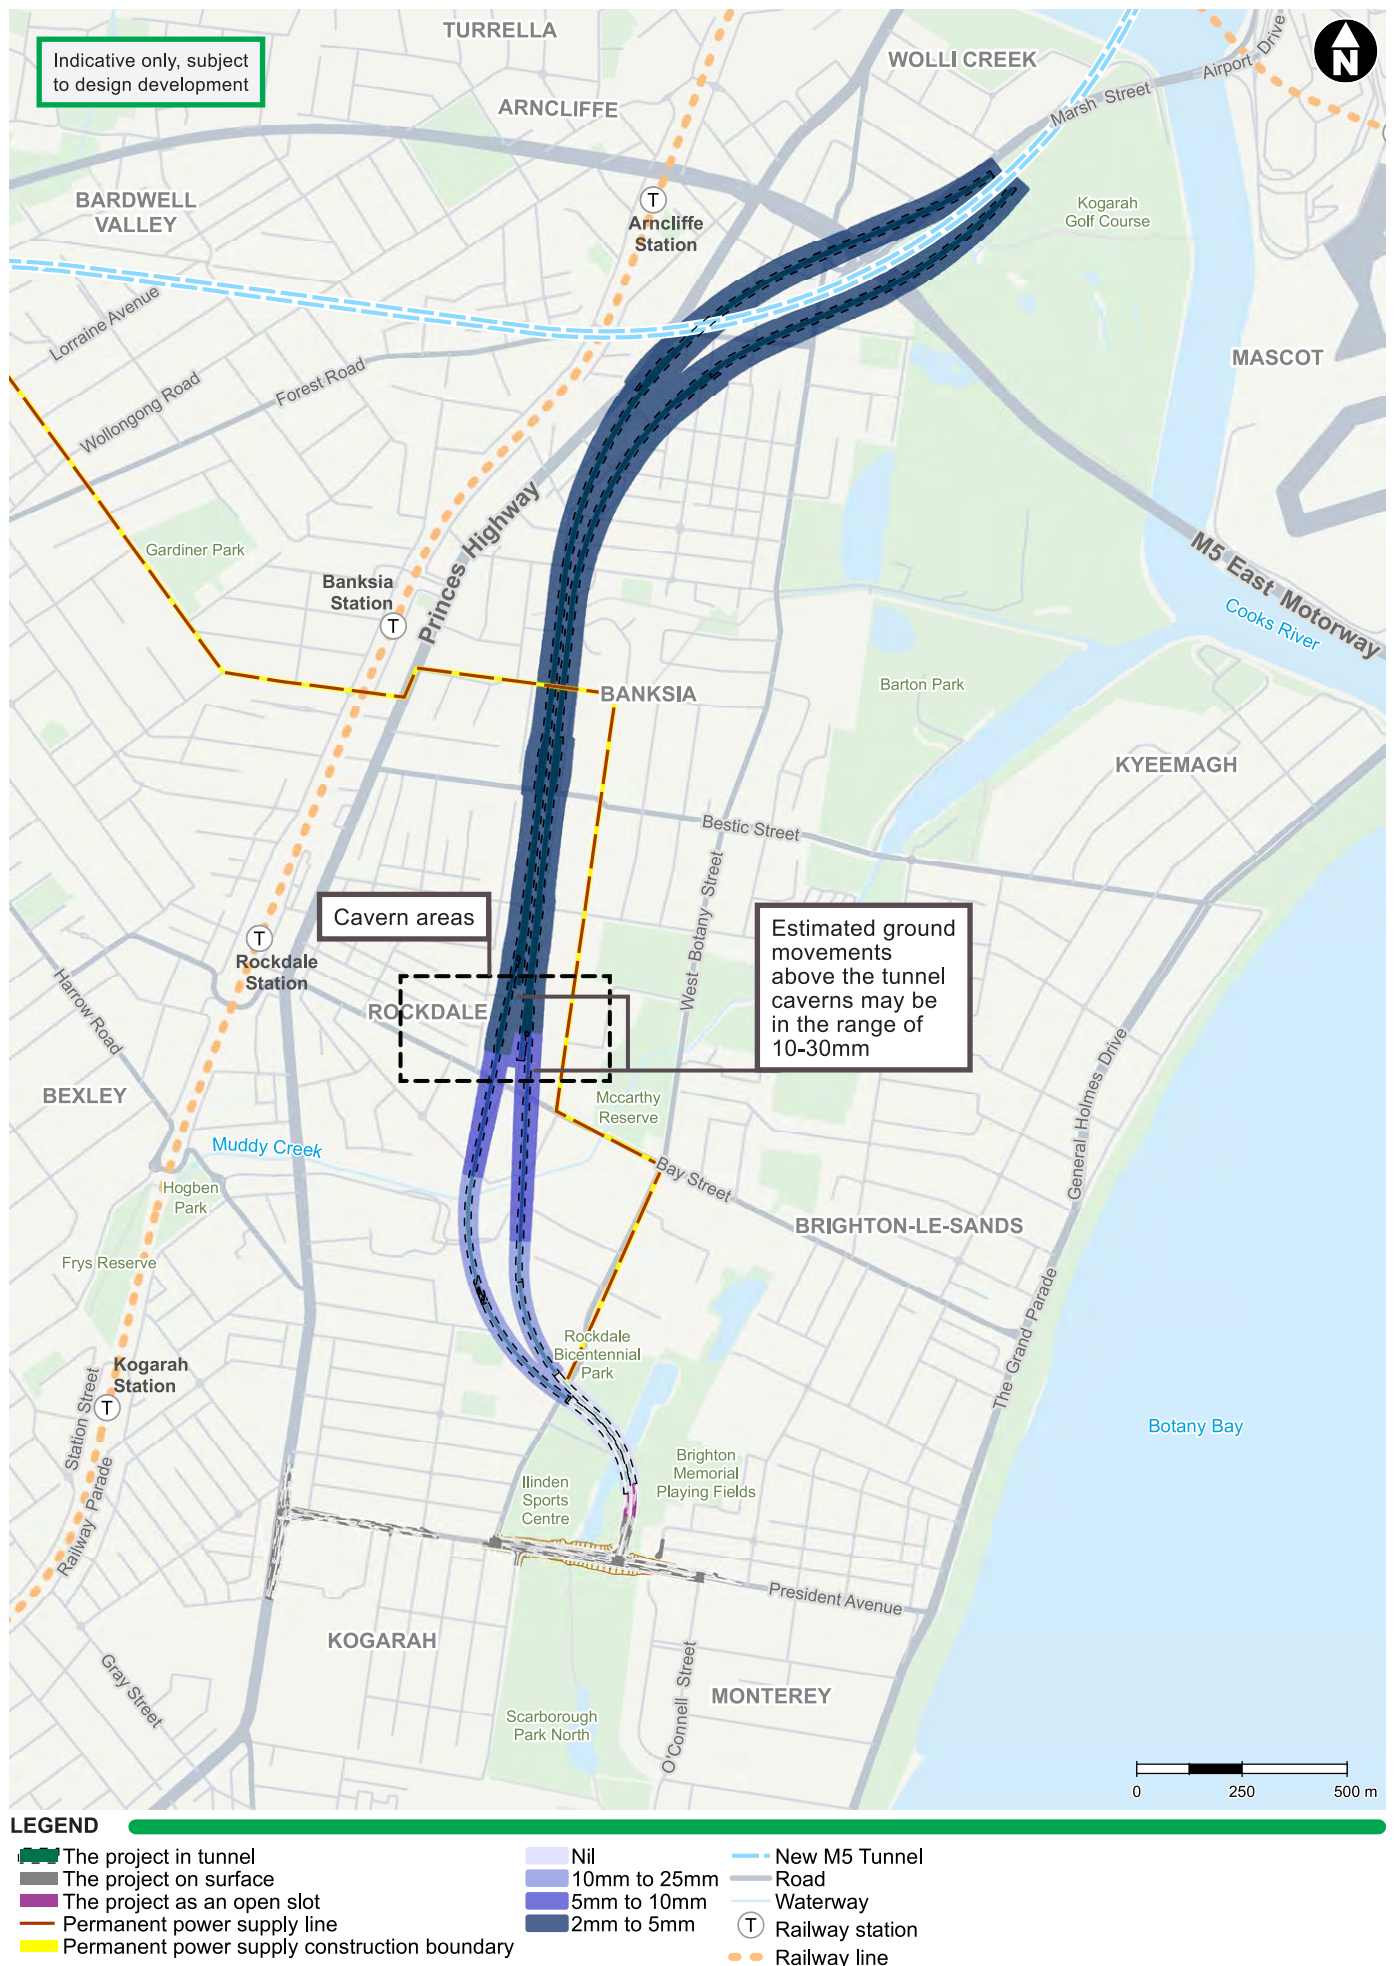 Indicative only, subject
to design development
TURRELLA
WOLLI CREEK
ARNCLIFFE
Marsh Street
Airport Drive
N
BARDWELL
VALLEY
T
Arncliffe
Station
Kogarah
Golf Course
Lorraine Avenue
Wollongong Road
Forest Road
MASCOT
Princes Highway
Gardiner Park
Banksia
Station
T
M5 East Motorway
Cooks River
Barton Park
BANKSIA
KYEEMAGH
Bestic Street
West Botany Street
Cavern areas
Estimated ground
movements
above the tunnel
caverns may be
in the range of
10-30mm
T
Rockdale
Station
ROCKDALE
Harrow Road
BEXLEY
Mccarthy
Reserve
General Holmes Drive
Muddy Creek
Bay Street
Hogben
Park
BRIGHTON-LE-SANDS
Frys Reserve
The Grand Parade
Rockdale
Bicentennial
Park
Kogarah
Station
T
Station Street
Botany Bay
Railway Parade
Ilinden
Sports
Centre
Brighton
Memorial
Playing Fields
President Avenue
KOGARAH
Gray Street
O'Connell Street
MONTEREY
Scarborough
Park North
0 250 500 m
LEGEND
The project in tunnel
The project on surface
The project as an open slot
Permanent power supply line
Permanent power supply construction boundary
Nil
10mm to 25mm
5mm to 10mm
2mm to 5mm
New M5 Tunnel
Road
Waterway
T Railway station
Railway line